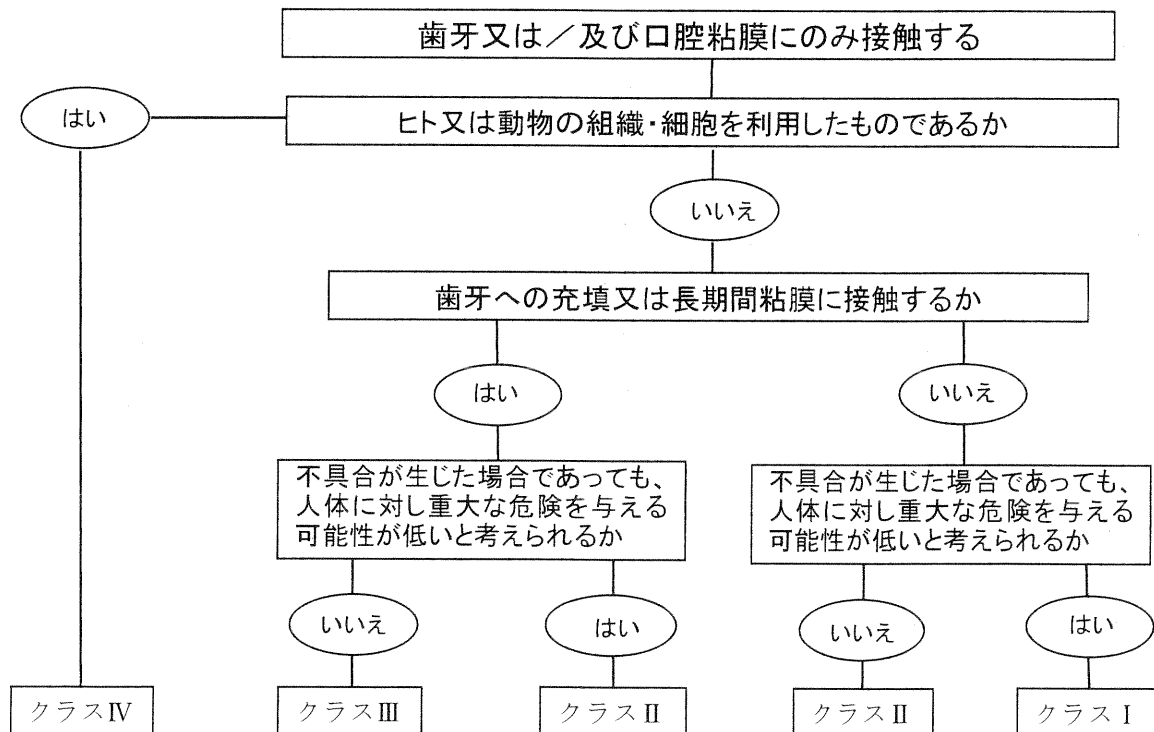 歯牙又は／及び口腔粘膜にのみ接触する
はい
ヒト又は動物の組織・細胞を利用したものであるか
いいえ
歯牙への充填又は長期間粘膜に接触するか
はい
いいえ
不具合が生じた場合であっても、
人体に対し重大な危険を与える
可能性が低いと考えられるか
不具合が生じた場合であっても、
人体に対し重大な危険を与える
可能性が低いと考えられるか
いいえ
はい
いいえ
はい
クラスⅣ
クラスⅢ
クラスⅡ
クラスⅡ
クラスⅠ